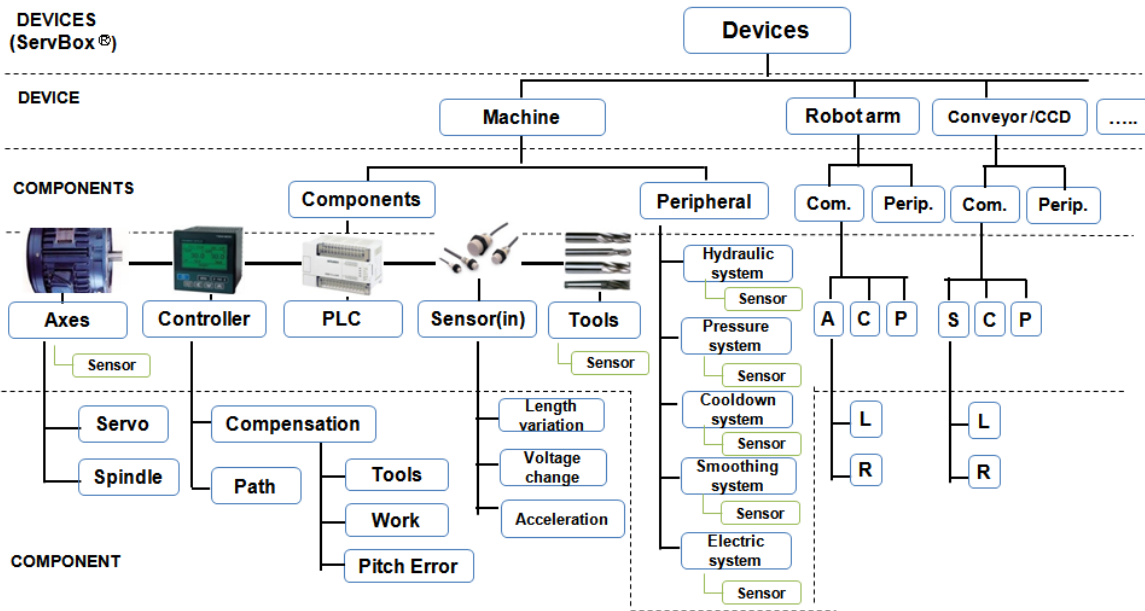 DEVICES
(ServBox ®)
Devices
DEVICE
Machine
Robot arm
Conveyor /CCD
.....
COMPONENTS
Components
Peripheral
Com.
Perip.
Com.
Perip.
Axes
Controller
PLC
Sensor(in)
Tools
Sensor
Sensor
Hydraulic
system
Sensor
Pressure
system
Sensor
Cooldown
system
Sensor
Smoothing
system
Sensor
Electric
system
Sensor
A
C
P
S
C
P
L
R
L
R
Servo
Spindle
Compensation
Path
Tools
Work
Pitch Error
Length
variation
Voltage
change
Acceleration
COMPONENT